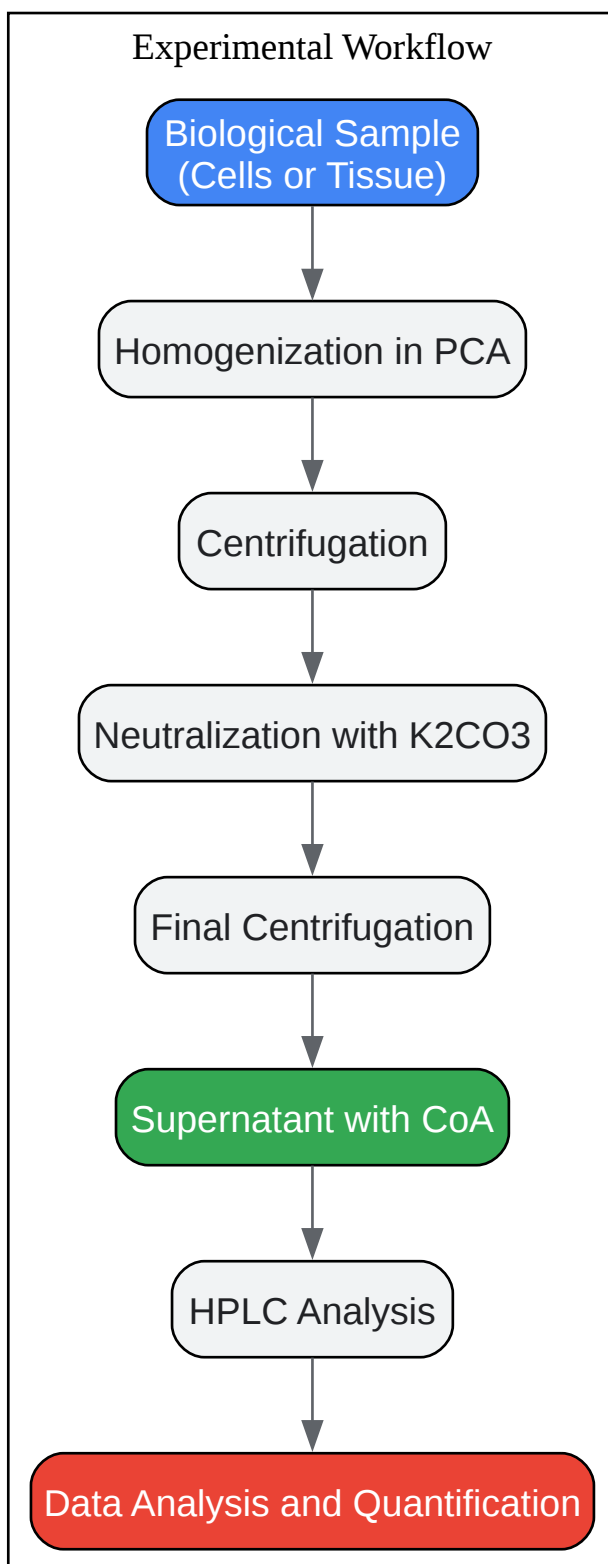 Experimental Workflow
Biological Sample
(Cells or Tissue)
Homogenization in PCA
Centrifugation
Neutralization with K2CO3
Final Centrifugation
Supernatant with CoA
HPLC Analysis
Data Analysis and Quantification